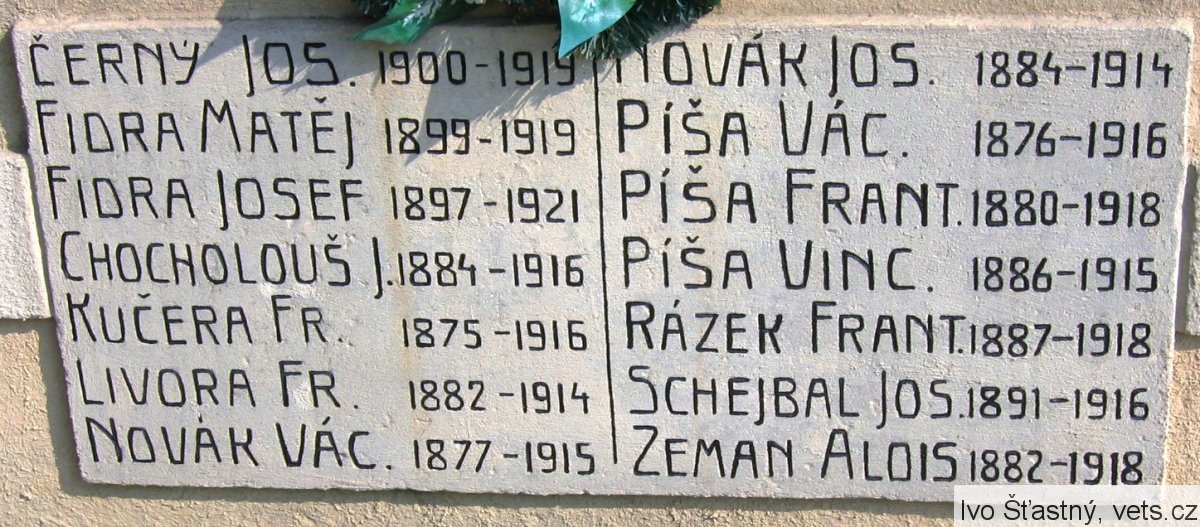 ČERNÝ JOS. 1900-1919
FIDRA MATĚJ 1899-1919
FIDRA JOSEF 1897-1921
CHOCHOLOUŠ J. 1884-1916
KUČERA FR. 1875-1916
LIVORA FR. 1882-1914
NOVÁK VÁC. 1877-1915
NOVÁK JOS. 1884-1914
PÍŠA VÁC. 1876-1916
PÍŠA FRANT. 1880-1918
PÍŠA VINC. 1886-1915
RÁZEK FRANT. 1887-1918
SCHEJBAL JOS. 1891-1916
ZEMAN ALOIS 1882-1918
Ivo Šťastný, vets.cz